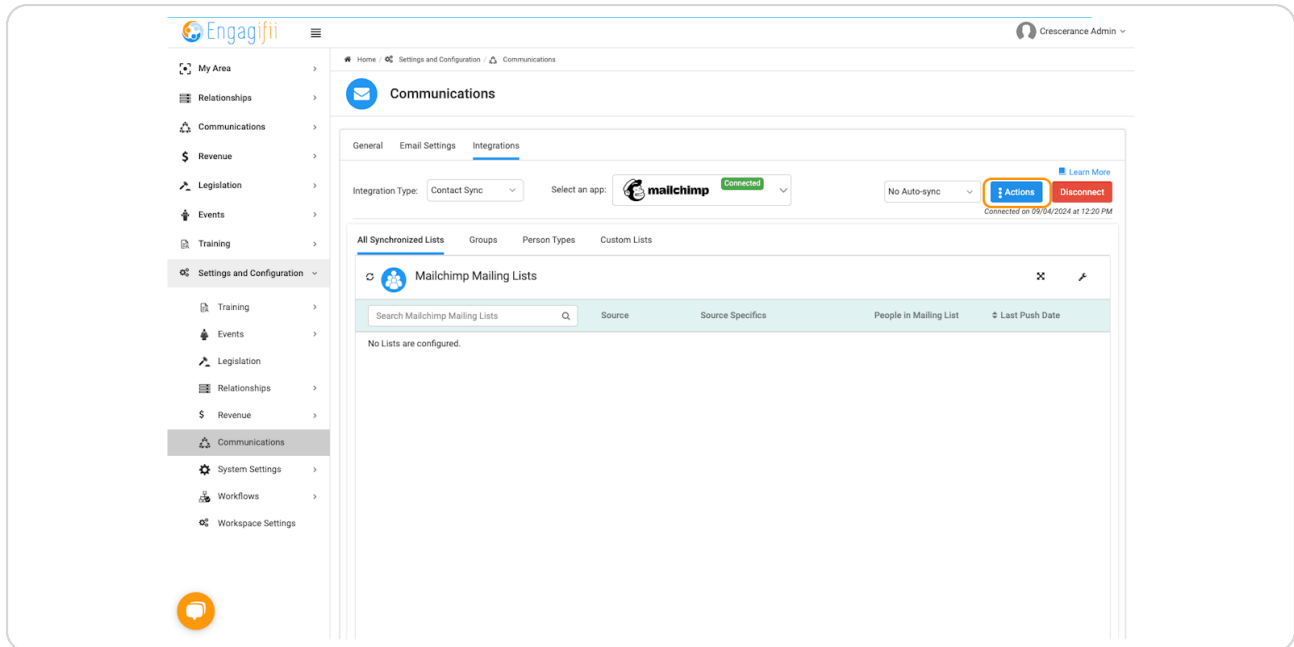 Engagifii
Crescerance Admin
My Area
Relationships
Communications
Revenue
Legislation
Events
Training
Settings and Configuration
Training
Events
Legislation
Relationships
Revenue
Communications
System Settings
Workflows
Workspace Settings
Home / Settings and Configuration / Communications
Communications
General Email Settings Integrations
Learn More
Integration Type: Contact Sync Select an app: mailchimp Connected No Auto-sync Actions Disconnect
Connected on 09/04/2024 at 12:20 PM
All Synchronized Lists Groups Person Types Custom Lists
Mailchimp Mailing Lists
Search Mailchimp Mailing Lists Source Source Specifics People in Mailing List Last Push Date
No Lists are configured.